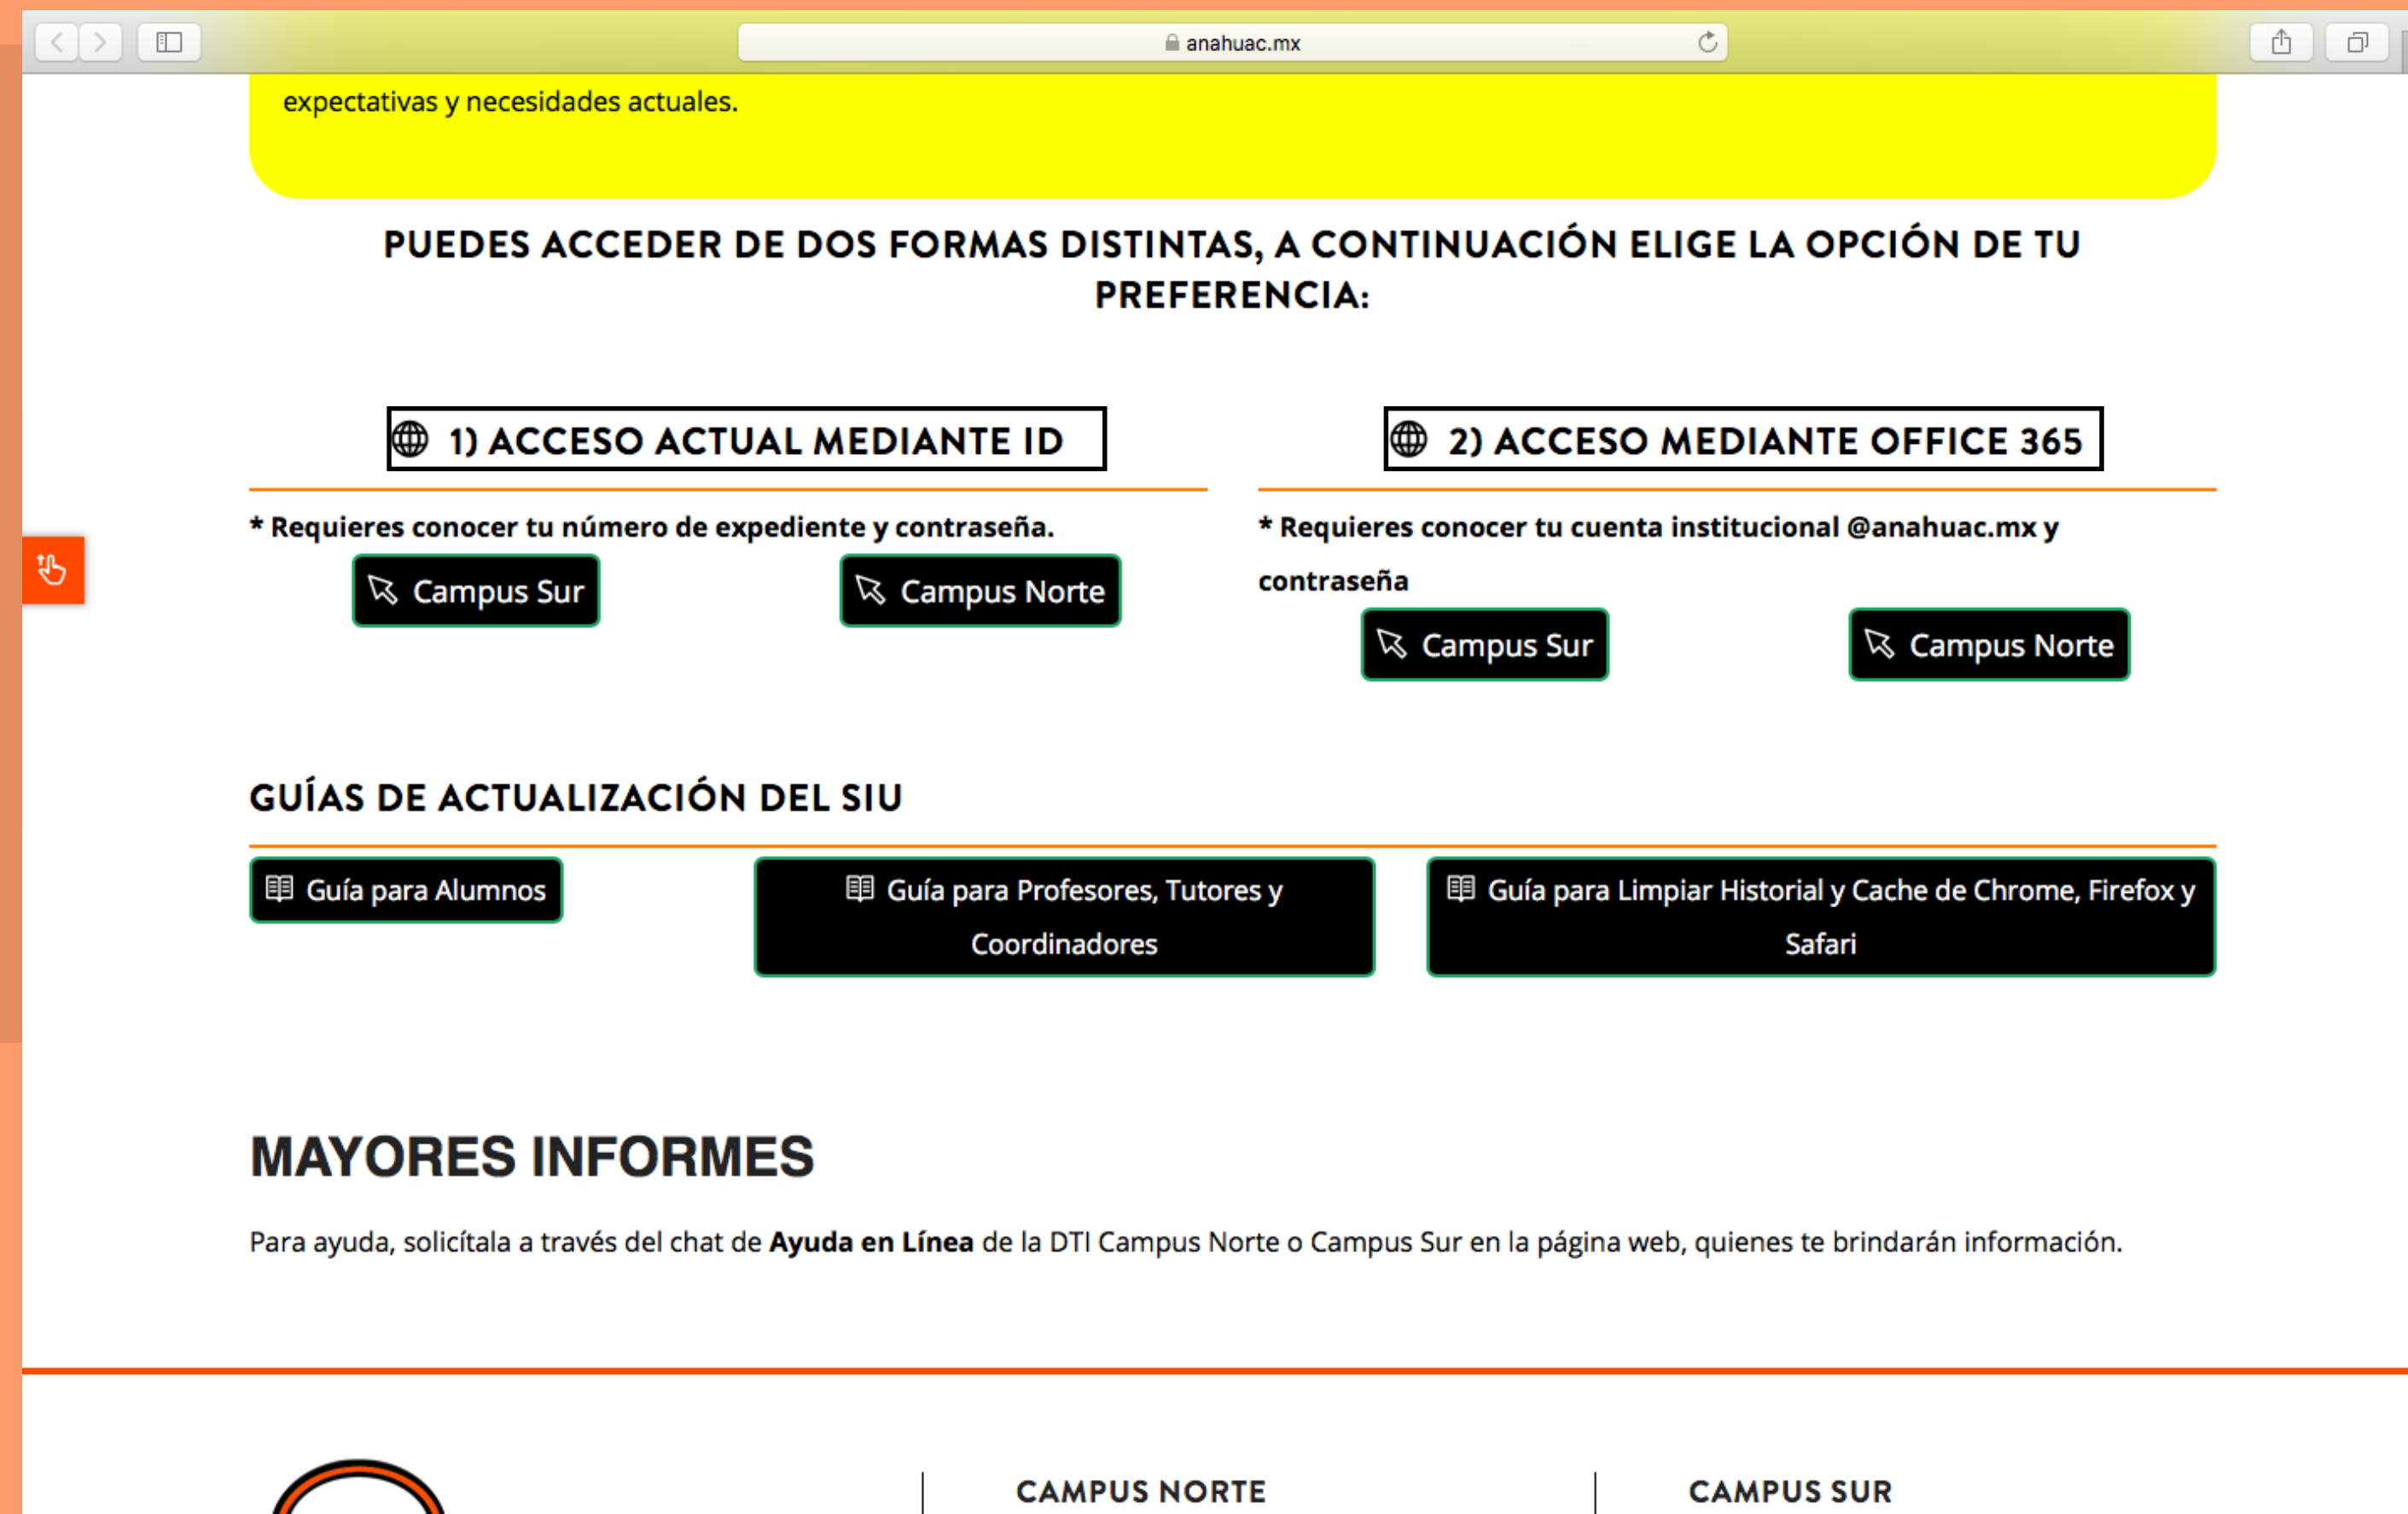 anahuac.mx
expectativas y necesidades actuales.
PUEDES ACCEDER DE DOS FORMAS DISTINTAS, A CONTINUACIÓN ELIGE LA OPCIÓN DE TU
PREFERENCIA:
1) ACCESO ACTUAL MEDIANTE ID
* Requieres conocer tu número de expediente y contraseña.
Campus Sur
Campus Norte
2) ACCESO MEDIANTE OFFICE 365
* Requieres conocer tu cuenta institucional @anahuac.mx y
contraseña
Campus Sur
Campus Norte
GUÍAS DE ACTUALIZACIÓN DEL SIU
Guía para Alumnos
Guía para Profesores, Tutores y
Coordinadores
Guía para Limpiar Historial y Cache de Chrome, Firefox y
Safari
MAYORES INFORMES
Para ayuda, solicítala a través del chat de Ayuda en Línea de la DTI Campus Norte o Campus Sur en la página web, quienes te brindarán información.
CAMPUS NORTE
CAMPUS SUR